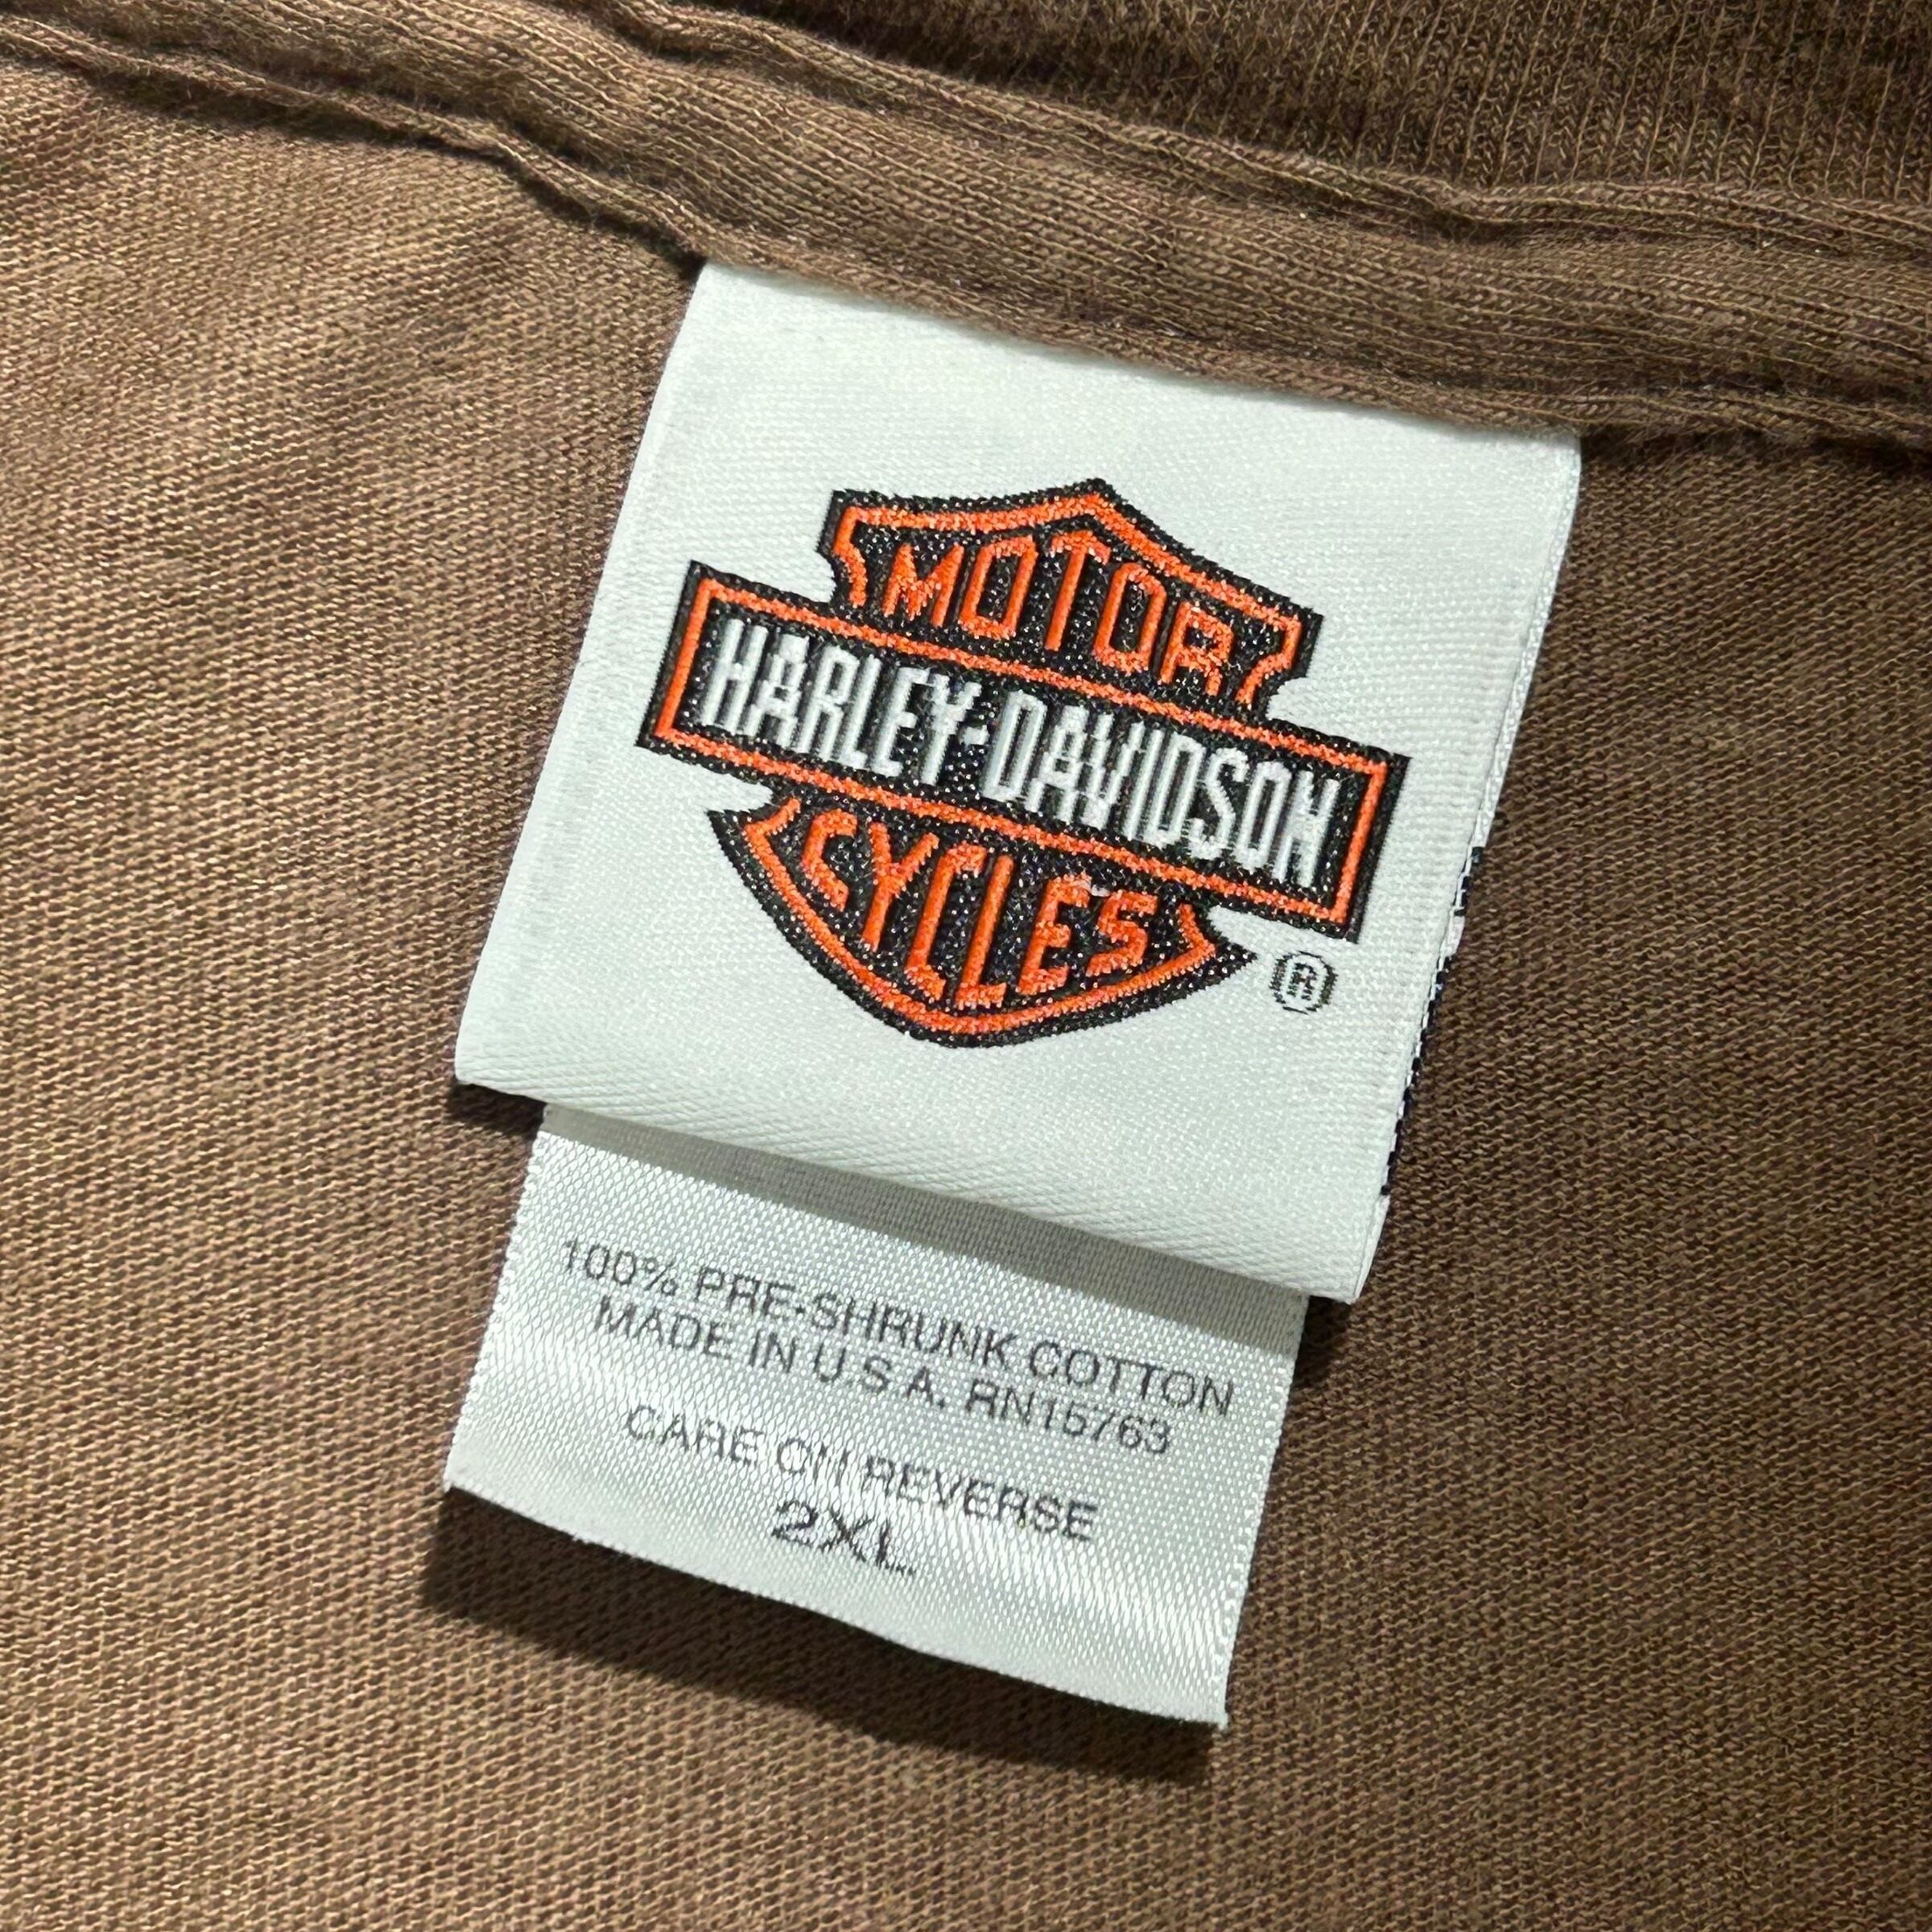 MOTOR
HARLEY-DAVIDSON
CYCLES
®
100% PRE-SHRUNK COTTON
MADE IN U.S.A. RN15763
CARE ON REVERSE
2XL